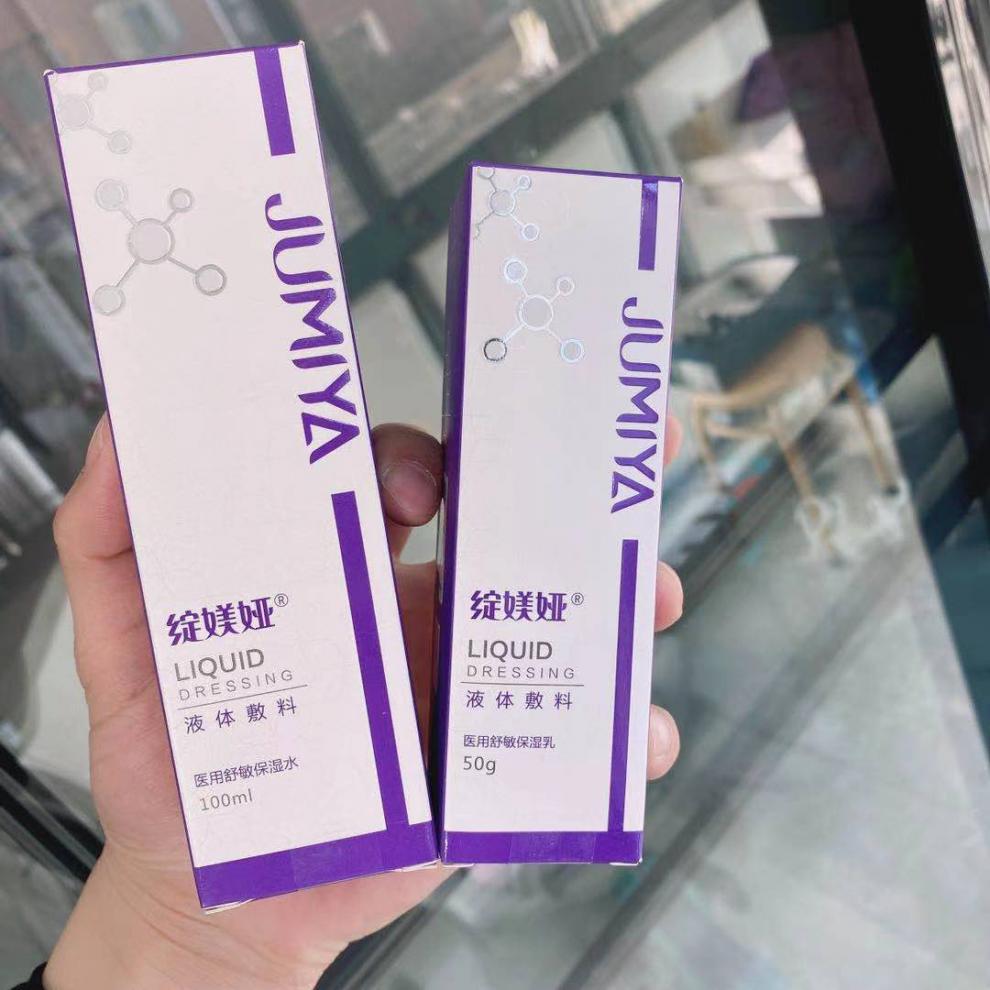 JUMIYA
绽媄娅®
LIQUID
DRESSING
液体敷料
医用舒敏保湿水
100ml
JUMIYA
绽媄娅®
LIQUID
DRESSING
液体敷料
医用舒敏保湿乳
50g